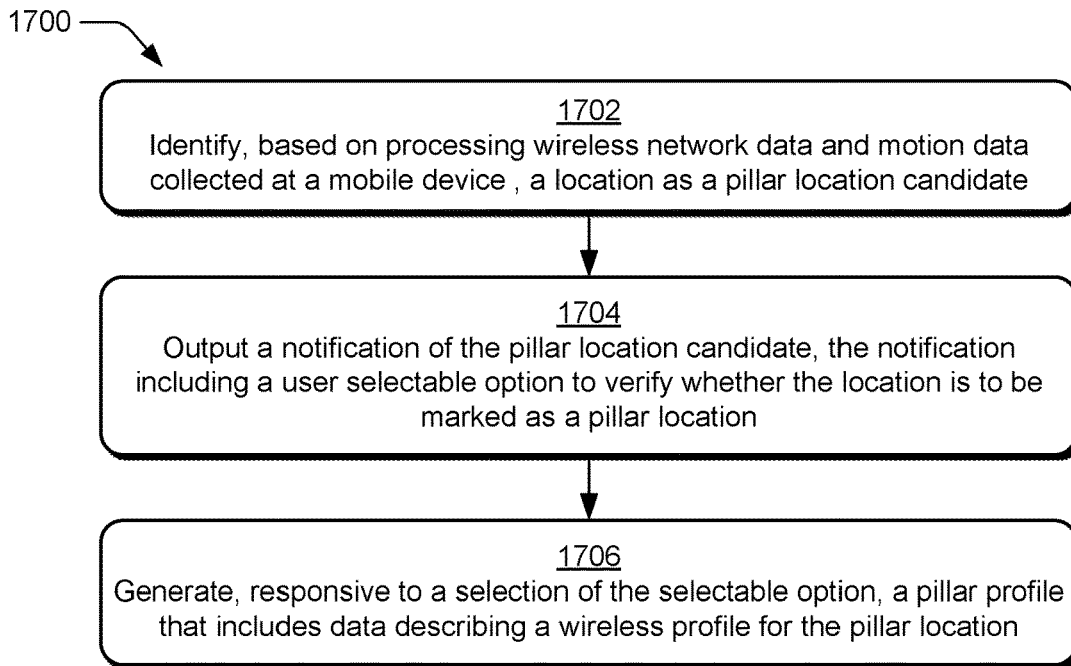 1700
1702
Identify, based on processing wireless network data and motion data
collected at a mobile device , a location as a pillar location candidate
1704
Output a notification of the pillar location candidate, the notification
including a user selectable option to verify whether the location is to be
marked as a pillar location
1706
Generate, responsive to a selection of the selectable option, a pillar profile
that includes data describing a wireless profile for the pillar location